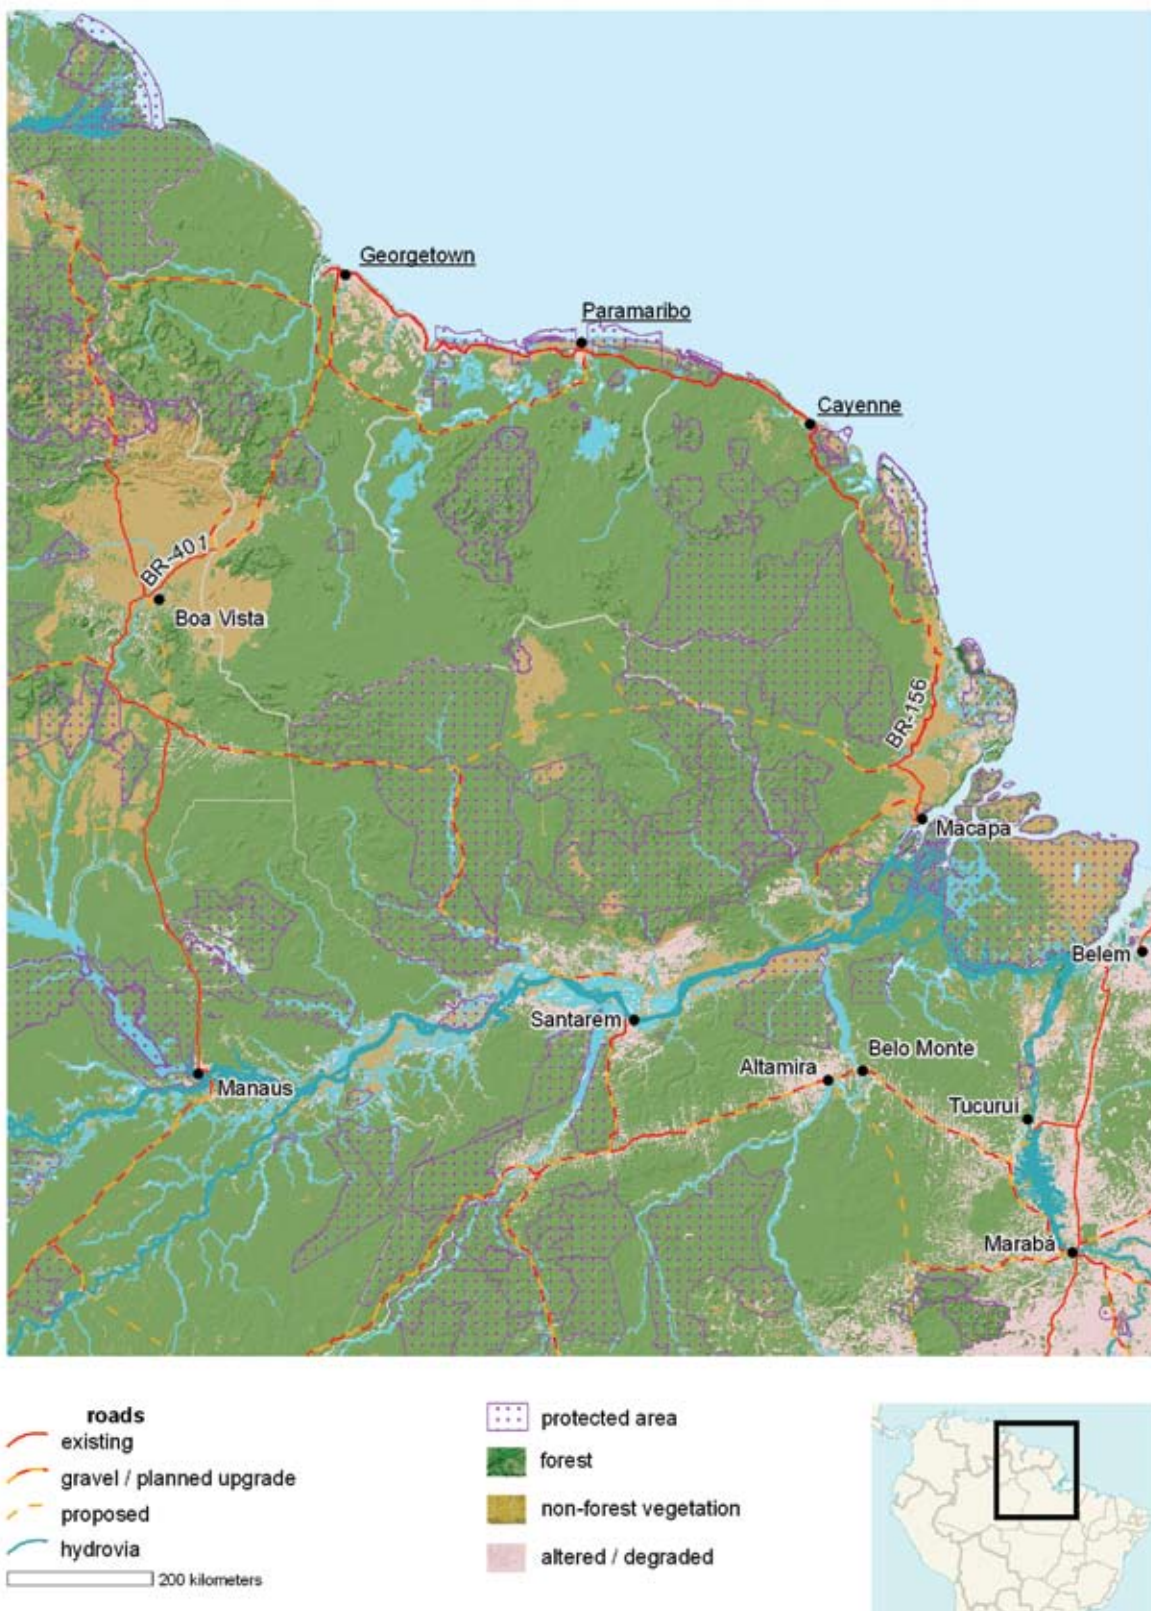 Georgetown
Paramaribo
Cayenne
BR-401
Boa Vista
BR-156
Macapa
Belem
Santarem
Belo Monte
Altamira
Manaus
Tucurui
Marabá
roads
existing
gravel / planned upgrade
proposed
hydrovia
200 kilometers
protected area
forest
non-forest vegetation
altered / degraded